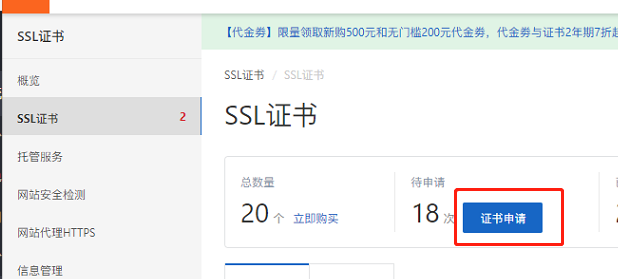 SSL证书
【代金券】限量领取新购500元和无门槛200元代金券，代金券与证书2年期7折起
概览
SSL证书 2
托管服务
网站安全检测
网站代理HTTPS
信息管理
SSL证书 / SSL证书
SSL证书
总数量
20 个 立即购买
待申请
18 次 证书申请